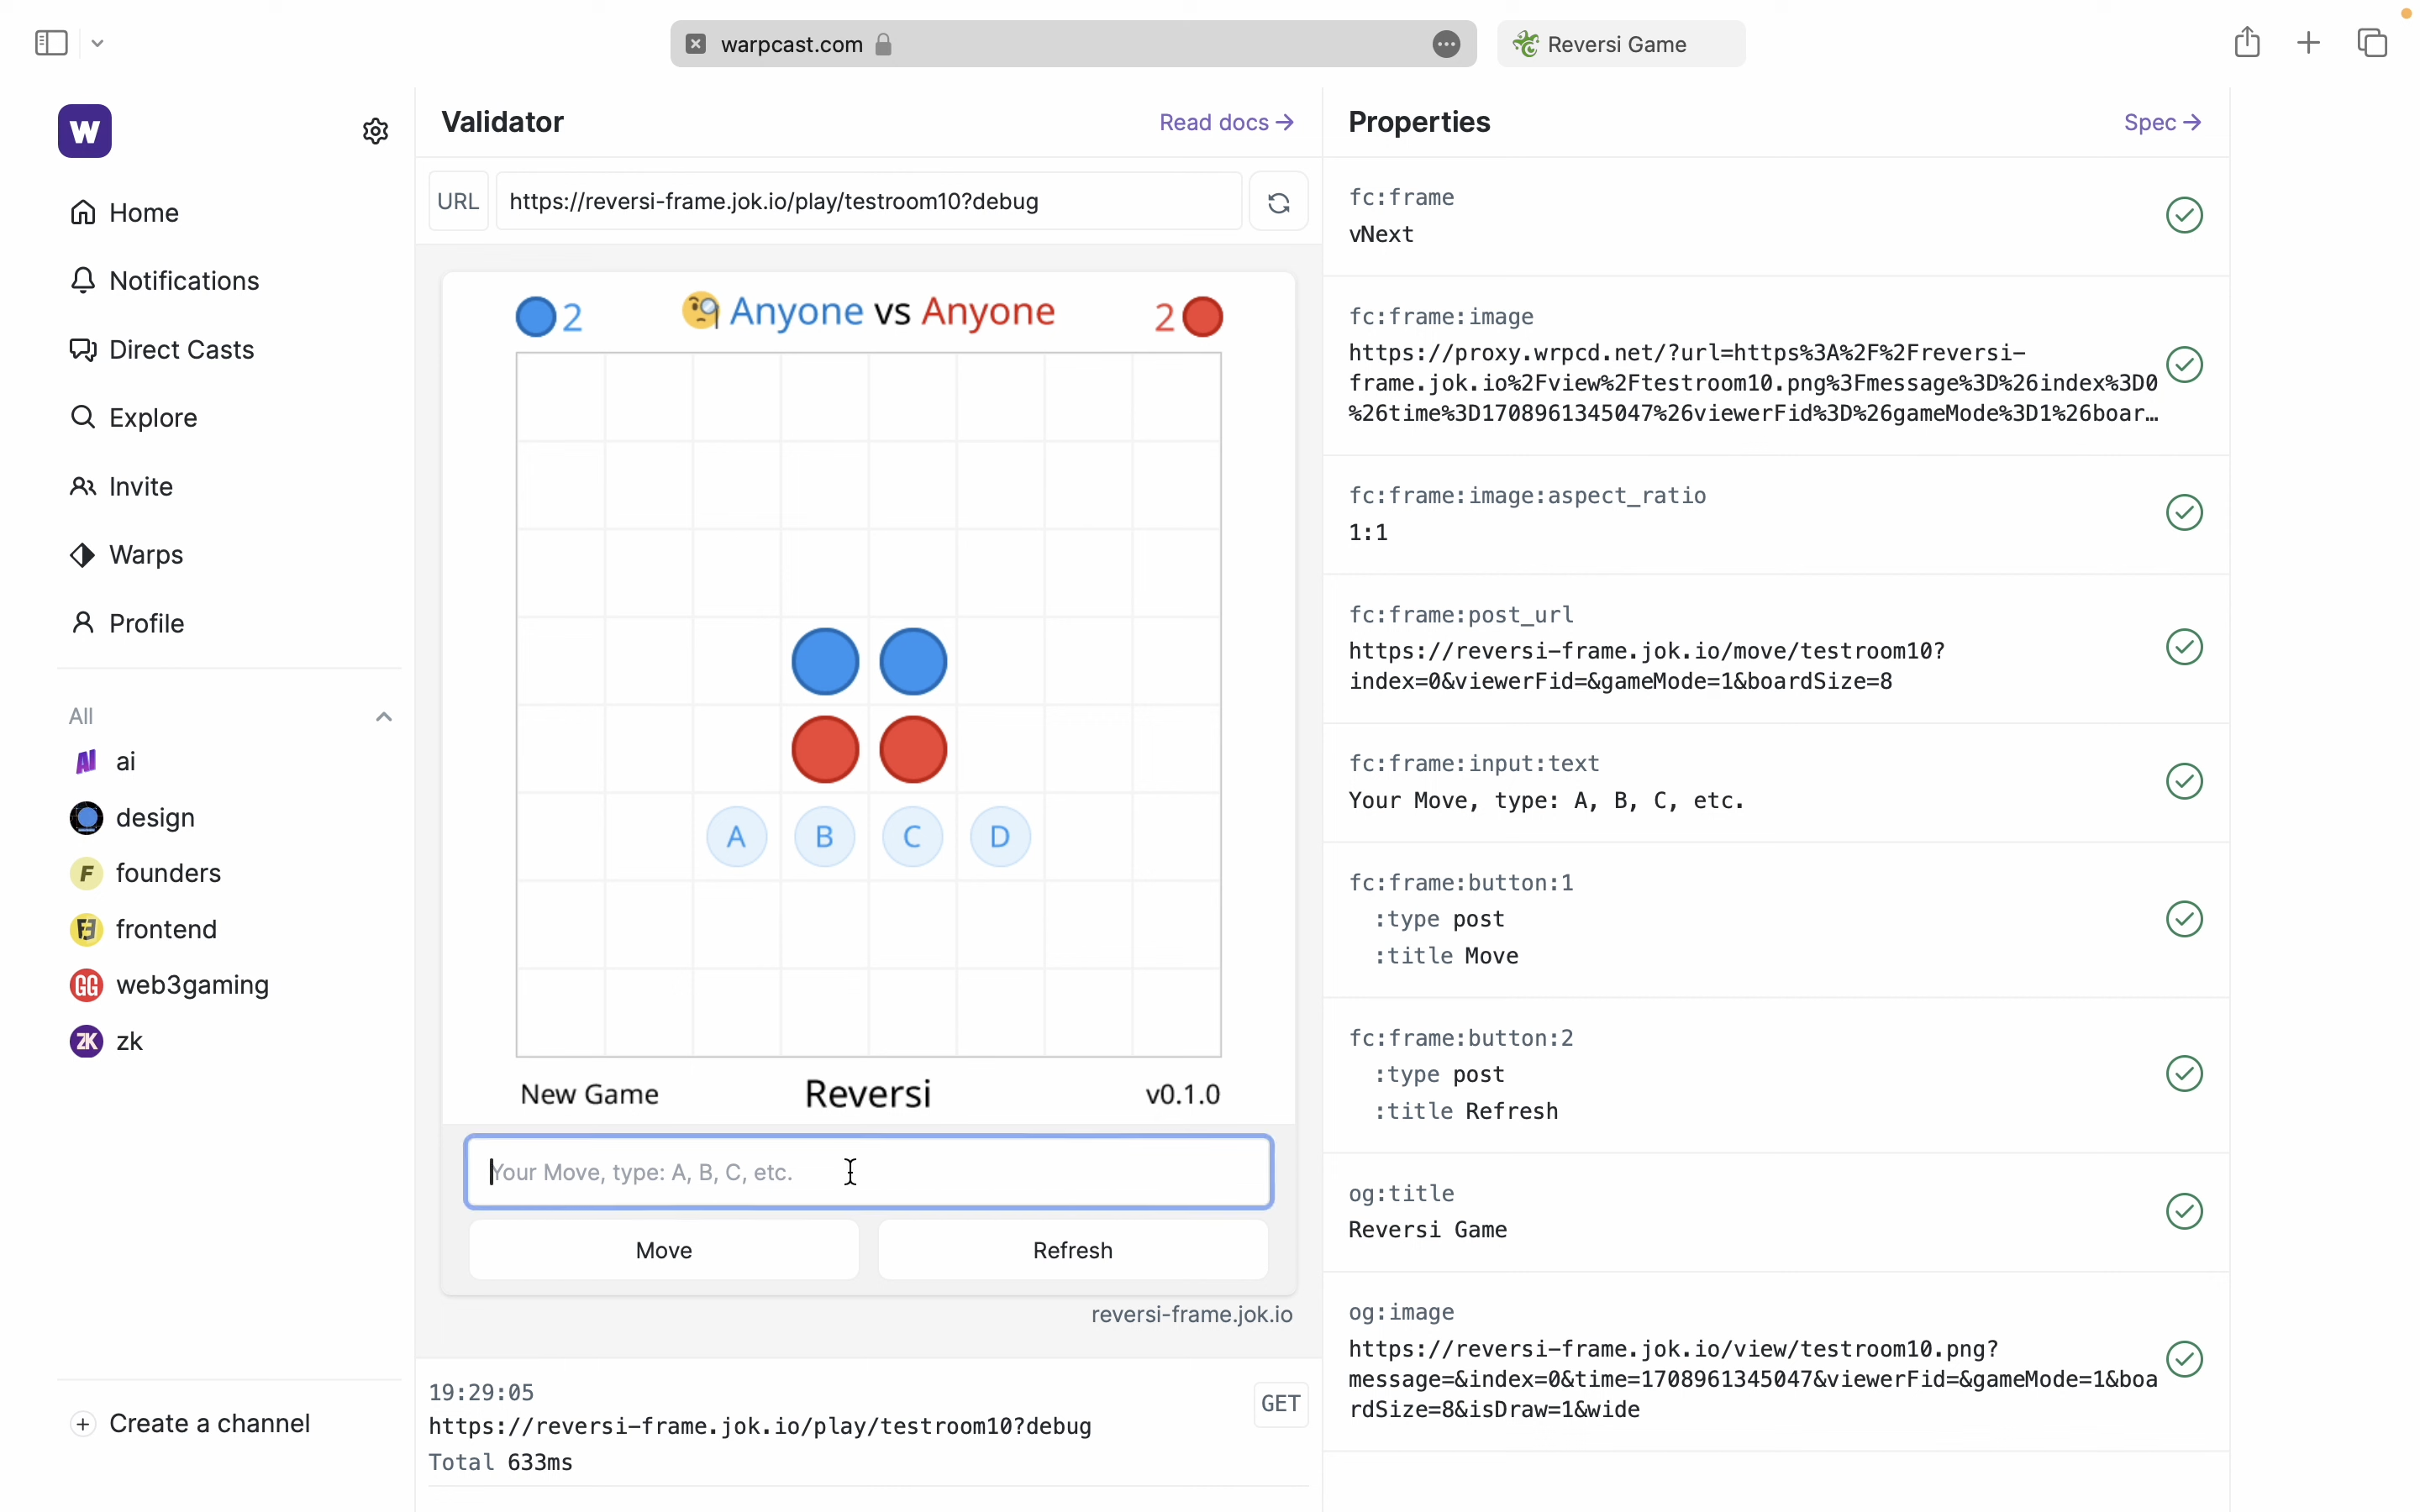 warpcast.com
Reversi Game
W
Home
Notifications
Direct Casts
Explore
Invite
Warps
Profile
All
AI ai
design
F founders
F3 frontend
GG web3gaming
ZK zk
Create a channel
Validator
Read docs →
URL
https://reversi-frame.jok.io/play/testroom10?debug
2
Anyone vs Anyone
2
A B C D
New Game
Reversi
v0.1.0
Your Move, type: A, B, C, etc.
Move
Refresh
reversi-frame.jok.io
19:29:05
GET
https://reversi-frame.jok.io/play/testroom10?debug
Total 633ms
Properties
Spec →
fc:frame
vNext
fc:frame:image
https://proxy.wrpcd.net/?url=https%3A%2F%2Freversi-
frame.jok.io%2Fview%2Ftestroom10.png%3Fmessage%3D%26index%3D0
%26time%3D1708961345047%26viewerFid%3D%26gameMode%3D1%26boar…
fc:frame:image:aspect_ratio
1:1
fc:frame:post_url
https://reversi-frame.jok.io/move/testroom10?
index=0&viewerFid=&gameMode=1&boardSize=8
fc:frame:input:text
Your Move, type: A, B, C, etc.
fc:frame:button:1
:type post
:title Move
fc:frame:button:2
:type post
:title Refresh
og:title
Reversi Game
og:image
https://reversi-frame.jok.io/view/testroom10.png?
message=&index=0&time=1708961345047&viewerFid=&gameMode=1&boa
rdSize=8&isDraw=1&wide